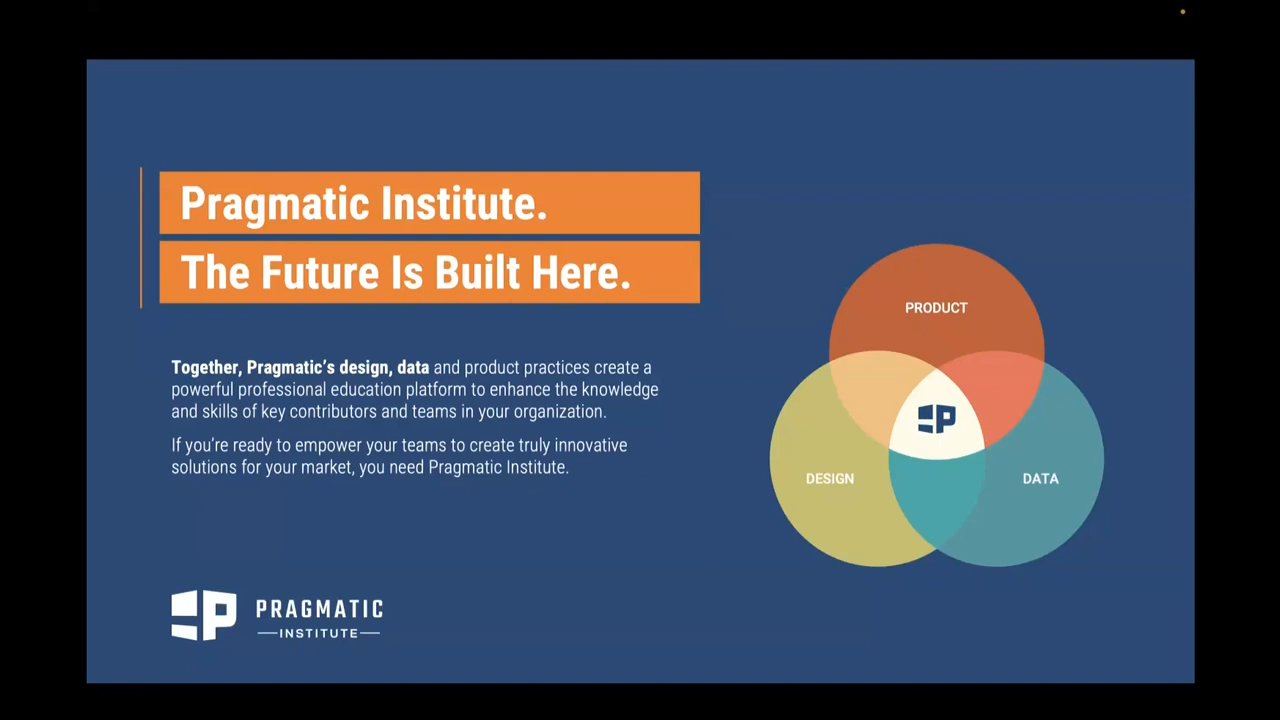 Pragmatic Institute.
The Future Is Built Here.
Together, Pragmatic's design, data and product practices create a
powerful professional education platform to enhance the knowledge
and skills of key contributors and teams in your organization.
If you're ready to empower your teams to create truly innovative
solutions for your market, you need Pragmatic Institute.
PRODUCT
DESIGN
DATA
P
P
PRAGMATIC
INSTITUTE